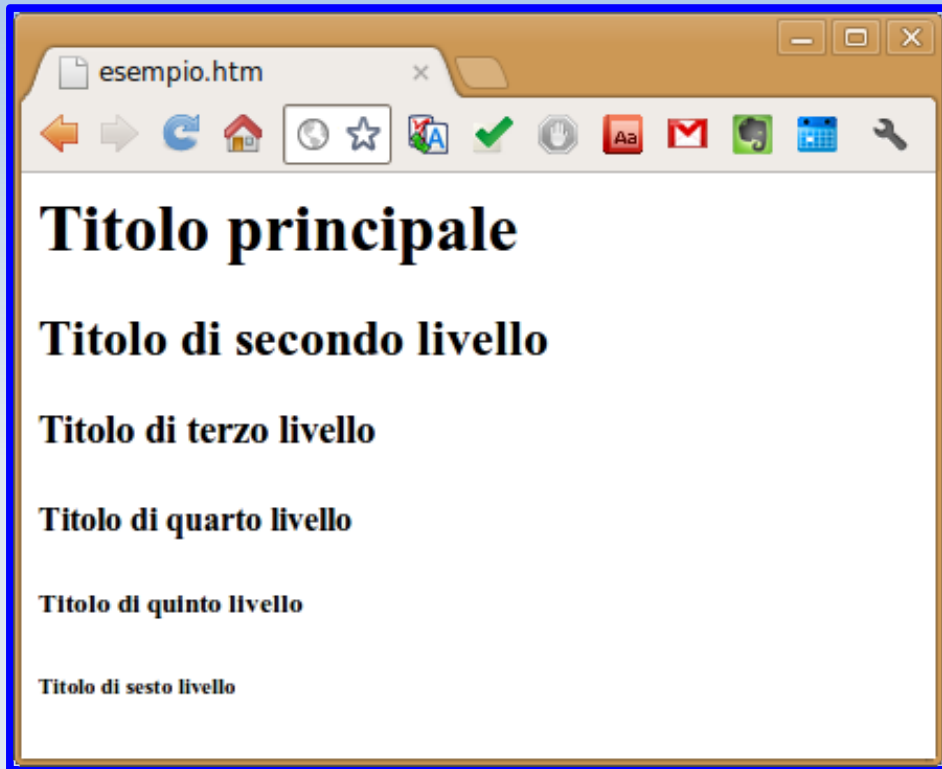 esempio.htm
Aa
Titolo principale
Titolo di secondo livello
Titolo di terzo livello
Titolo di quarto livello
Titolo di quinto livello
Titolo di sesto livello